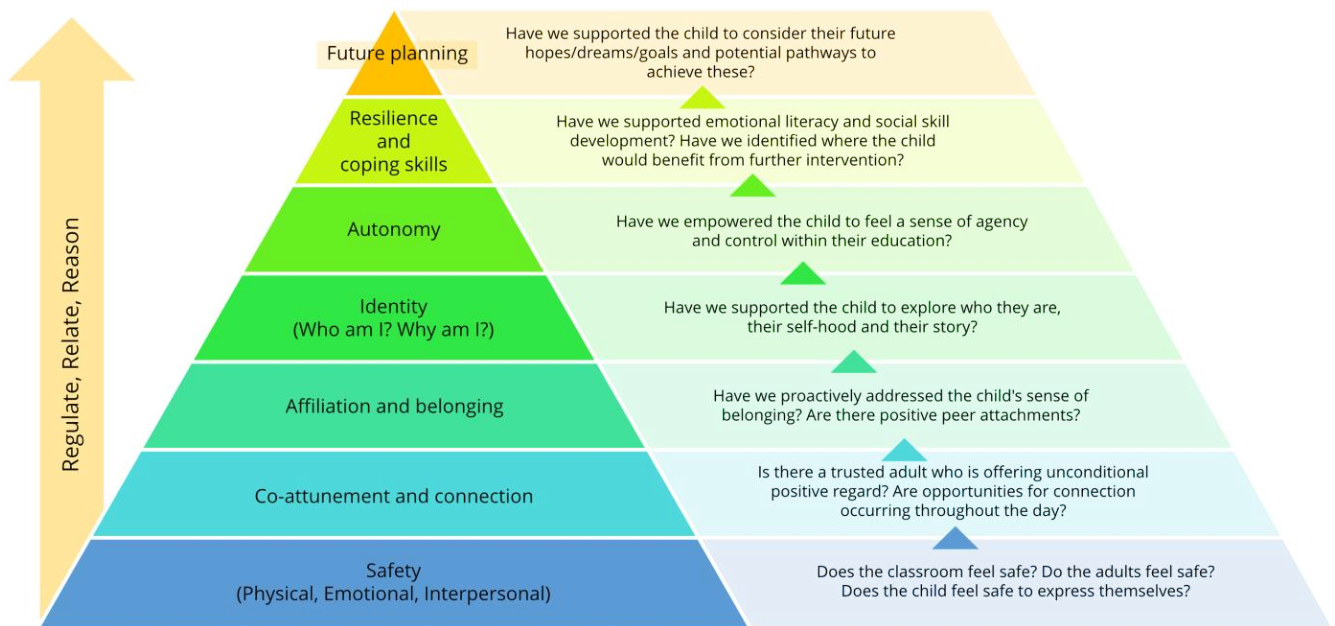 Regulate, Relate, Reason
Future planning
Have we supported the child to consider their future
hopes/dreams/goals and potential pathways to
achieve these?
Resilience
and
coping skills
Have we supported emotional literacy and social skill
development? Have we identified where the child
would benefit from further intervention?
Autonomy
Have we empowered the child to feel a sense of agency
and control within their education?
Identity
(Who am I? Why am I?)
Have we supported the child to explore who they are,
their self-hood and their story?
Affiliation and belonging
Have we proactively addressed the child's sense of
belonging? Are there positive peer attachments?
Co-attunement and connection
Is there a trusted adult who is offering unconditional
positive regard? Are opportunities for connection
occurring throughout the day?
Safety
(Physical, Emotional, Interpersonal)
Does the classroom feel safe? Do the adults feel safe?
Does the child feel safe to express themselves?